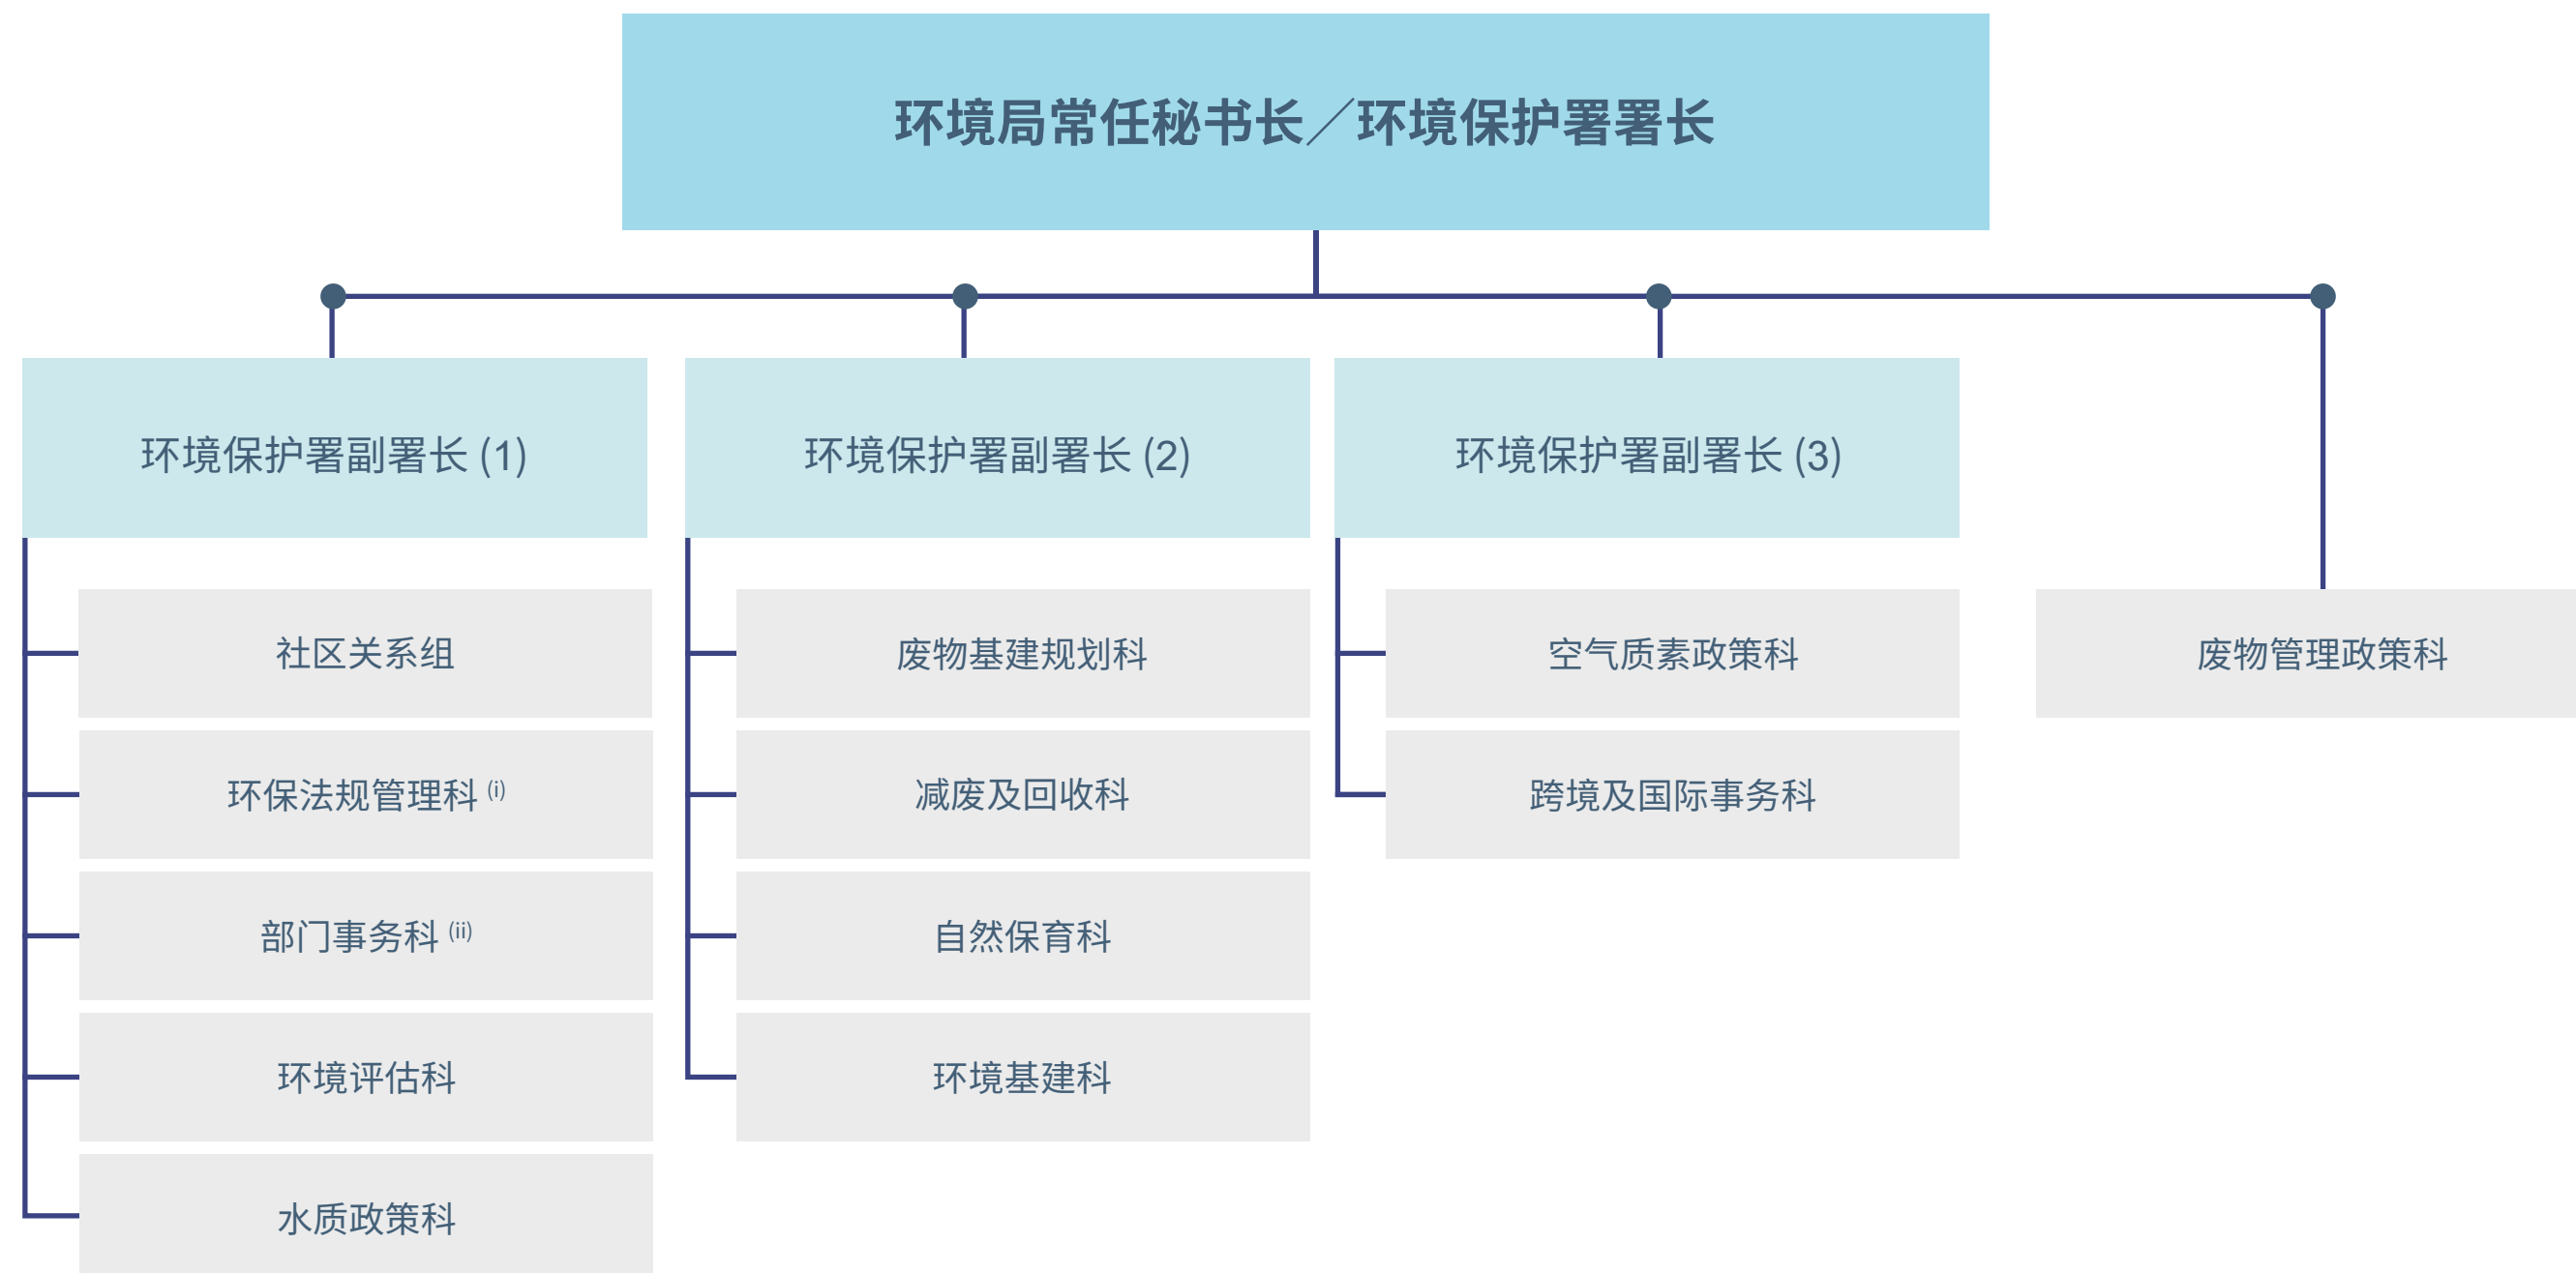 环境局常任秘书长／环境保护署署长
环境保护署副署长 (1)
社区关系组
环保法规管理科 (i)
部门事务科 (ii)
环境评估科
水质政策科
环境保护署副署长 (2)
废物基建规划科
减废及回收科
自然保育科
环境基建科
环境保护署副署长 (3)
空气质素政策科
跨境及国际事务科
废物管理政策科